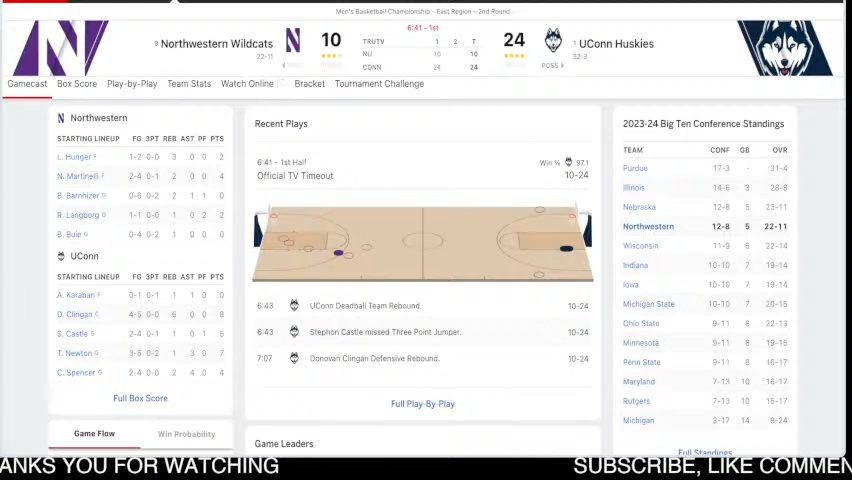 Men's Basketball Championship - East Region - 2nd Round
9 Northwestern Wildcats
22-11
10
6:41 - 1st
TRUTV 1 2 T
NU 10 10
CONN 24 24
24
POSS
1 UConn Huskies
32-3
Gamecast Box Score Play-by-Play Team Stats Watch Online Bracket Tournament Challenge
Northwestern
STARTING LINEUP FG 3PT REB AST PF PTS
L. Hunger F 1-2 0-0 3 0 0 2
N. Martinelli F 2-4 0-1 2 0 0 4
B. Barnhizer G 0-6 0-2 2 1 1 0
R. Langborg G 1-1 0-0 1 0 2 2
B. Buie G 0-4 0-2 1 0 0 0
UConn
STARTING LINEUP FG 3PT REB AST PF PTS
A. Karaban F 0-1 0-1 1 1 0 0
D. Clingan C 4-5 0-0 6 0 0 8
S. Castle G 2-4 0-1 1 0 1 5
T. Newton G 3-5 0-2 1 3 0 7
C. Spencer G 2-4 0-0 2 4 0 4
Full Box Score
Game Flow Win Probability
Recent Plays
6:41 - 1st Half
Official TV Timeout
Win % 97.1
10-24
6:43 UConn Deadball Team Rebound. 10-24
6:43 Stephon Castle missed Three Point Jumper. 10-24
7:07 Donovan Clingan Defensive Rebound. 10-24
Full Play-By-Play
Game Leaders
2023-24 Big Ten Conference Standings
TEAM CONF GB OVR
Purdue 17-3 - 31-4
Illinois 14-6 3 28-8
Nebraska 12-8 5 23-11
Northwestern 12-8 5 22-11
Wisconsin 11-9 6 22-14
Indiana 10-10 7 19-14
Iowa 10-10 7 19-14
Michigan State 10-10 7 20-15
Ohio State 9-11 8 22-13
Minnesota 9-11 8 19-15
Penn State 9-11 8 16-17
Maryland 7-13 10 16-17
Rutgers 7-13 10 15-17
Michigan 3-17 14 8-24
Full Standings
ANKS YOU FOR WATCHING SUBSCRIBE, LIKE COMMEN